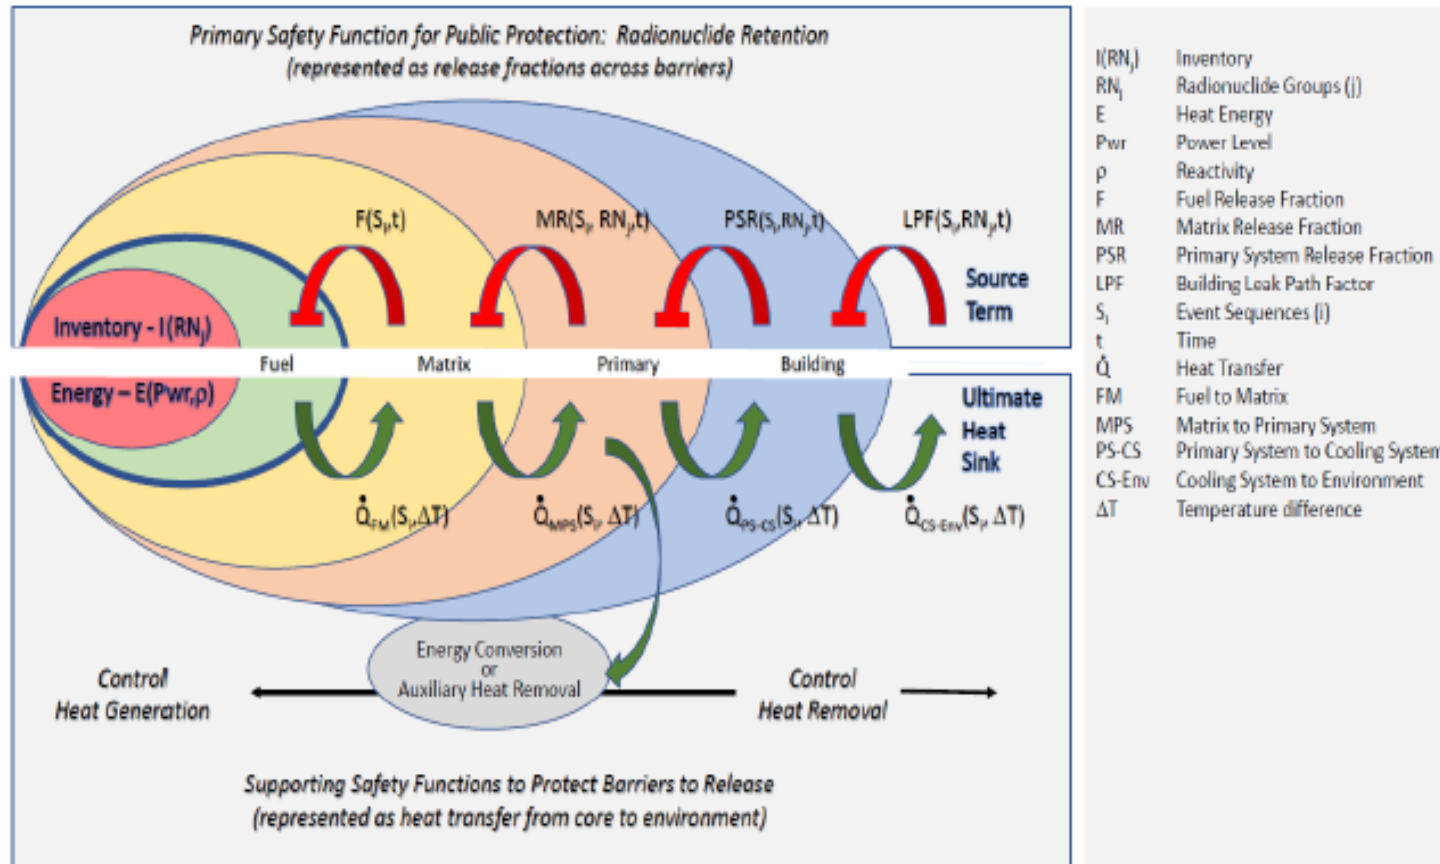 Primary Safety Function for Public Protection: Radionuclide Retention
(represented as release fractions across barriers)
F(Sᵢ,t)
MR(Sᵢ, RNⱼ,t)
PSR(Sᵢ,RNⱼ,t)
LPF(Sᵢ,RNⱼ,t)
Source
Term
Inventory - I(RNⱼ)
Fuel
Matrix
Primary
Building
Energy – E(Pwr,ρ)
Ultimate
Heat
Sink
Q̇FM(Sᵢ,ΔT)
Q̇MPS(Sᵢ, ΔT)
Q̇PS-CS(Sᵢ, ΔT)
Q̇CS-Env(Sᵢ, ΔT)
Energy Conversion
or
Auxiliary Heat Removal
Control
Heat Generation
Control
Heat Removal
Supporting Safety Functions to Protect Barriers to Release
(represented as heat transfer from core to environment)
I(RNⱼ) Inventory
RNⱼ Radionuclide Groups (j)
E Heat Energy
Pwr Power Level
ρ Reactivity
F Fuel Release Fraction
MR Matrix Release Fraction
PSR Primary System Release Fraction
LPF Building Leak Path Factor
Sᵢ Event Sequences (i)
t Time
Q̇ Heat Transfer
FM Fuel to Matrix
MPS Matrix to Primary System
PS-CS Primary System to Cooling System
CS-Env Cooling System to Environment
ΔT Temperature difference